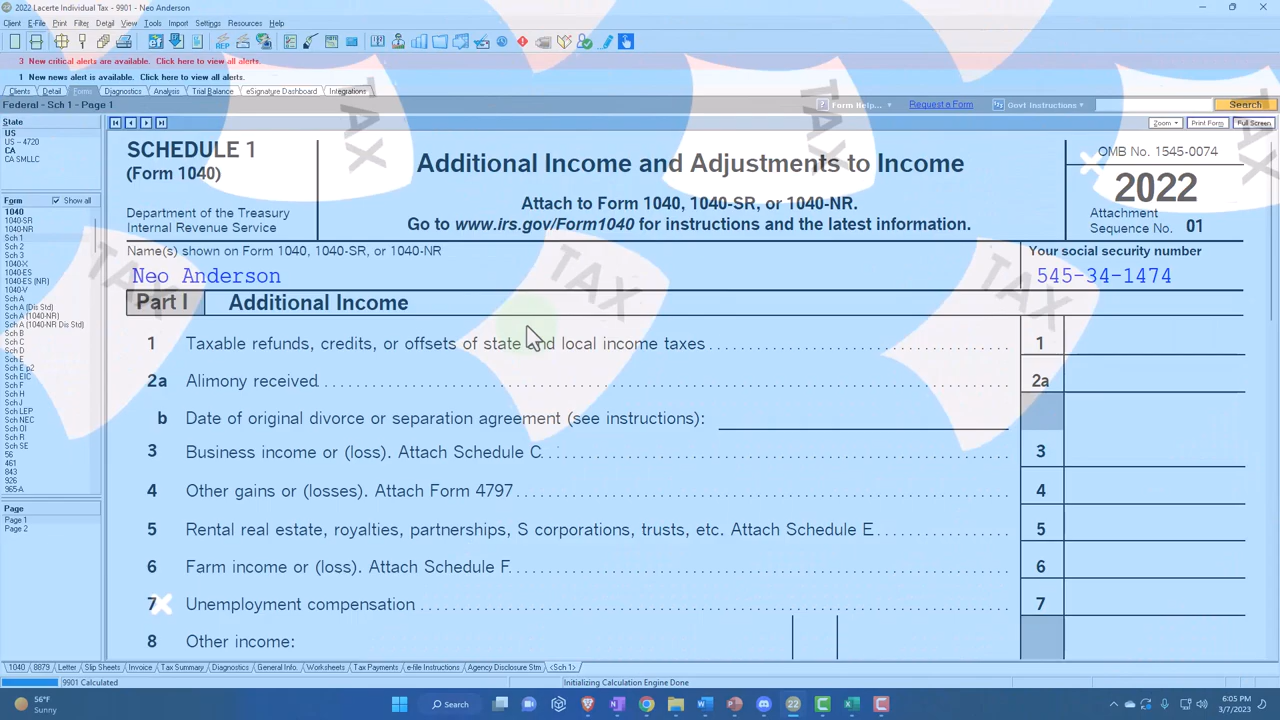 2022 Lacerte Individual Tax - 9901 - Neo Anderson
Client E-File Print Filter Detail View Tools Import Settings Resources Help
3 New critical alerts are available. Click here to view all alerts.
1 New news alert is available. Click here to view all alerts.
Clients Detail Forms Diagnostics Analysis Trial Balance eSignature Dashboard Integrations
Federal - Sch 1 - Page 1
Form Help... Request a Form Govt Instructions Search
State
US
US - 4720
CA
CA SMLLC
Form Show all
1040
1040-SR
1040-NR
Sch 1
Sch 2
Sch 3
1040-X
1040-ES
1040-ES (NR)
1040-V
Sch A
Sch A (Dis Std)
Sch A (1040-NR)
Sch A (1040-NR Dis Std)
Sch B
Sch C
Sch D
Sch E
Sch E p2
Sch EIC
Sch F
Sch H
Sch J
Sch LEP
Sch NEC
Sch OI
Sch R
Sch SE
56
461
843
926
965-A
Page
Page 1
Page 2
Zoom Print Form Full Screen
SCHEDULE 1
(Form 1040)
Department of the Treasury
Internal Revenue Service
Additional Income and Adjustments to Income
Attach to Form 1040, 1040-SR, or 1040-NR.
Go to www.irs.gov/Form1040 for instructions and the latest information.
OMB No. 1545-0074
2022
Attachment
Sequence No. 01
Name(s) shown on Form 1040, 1040-SR, or 1040-NR
Neo Anderson
Your social security number
545-34-1474
Part I Additional Income
1 Taxable refunds, credits, or offsets of state and local income taxes 1
2a Alimony received 2a
b Date of original divorce or separation agreement (see instructions):
3 Business income or (loss). Attach Schedule C 3
4 Other gains or (losses). Attach Form 4797 4
5 Rental real estate, royalties, partnerships, S corporations, trusts, etc. Attach Schedule E 5
6 Farm income or (loss). Attach Schedule F 6
7 Unemployment compensation 7
8 Other income:
TAX
TAX
TAX
TAX
TAX
TAX
1040 8879 Letter Slip Sheets Invoice Tax Summary Diagnostics General Info. Worksheets Tax Payments e-file Instructions Agency Disclosure Stm <Sch 1>
9901 Calculated Initializing Calculation Engine Done
56°F
Sunny
Search
6:05 PM
3/7/2023